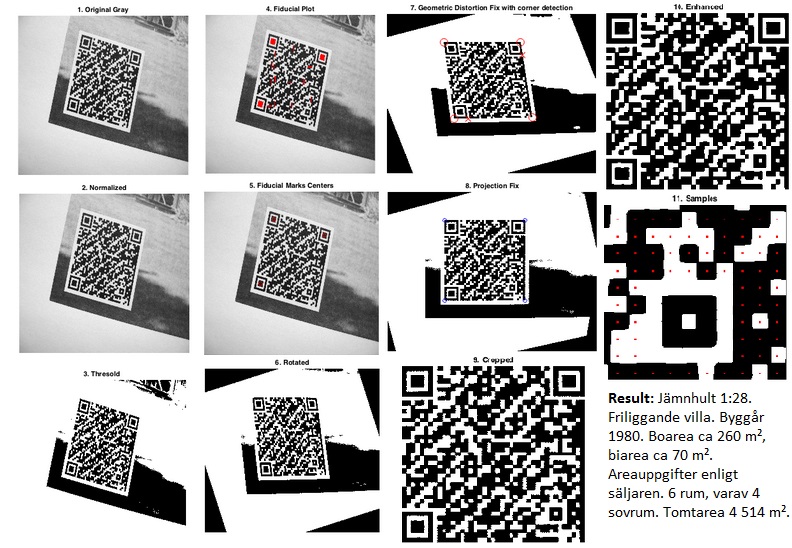 1. Original Gray
4. Fiducial Plot
7. Geometric Distortion Fix with corner detection
10. Enhanced
2. Normalized
5. Fiducial Marks Centers
8. Projection Fix
11. Samples
3. Thresold
6. Rotated
9. Cropped
Result: Jämnhult 1:28.
Friliggande villa. Byggår
1980. Boarea ca 260 m²,
biarea ca 70 m².
Areauppgifter enligt
säljaren. 6 rum, varav 4
sovrum. Tomtarea 4 514 m².